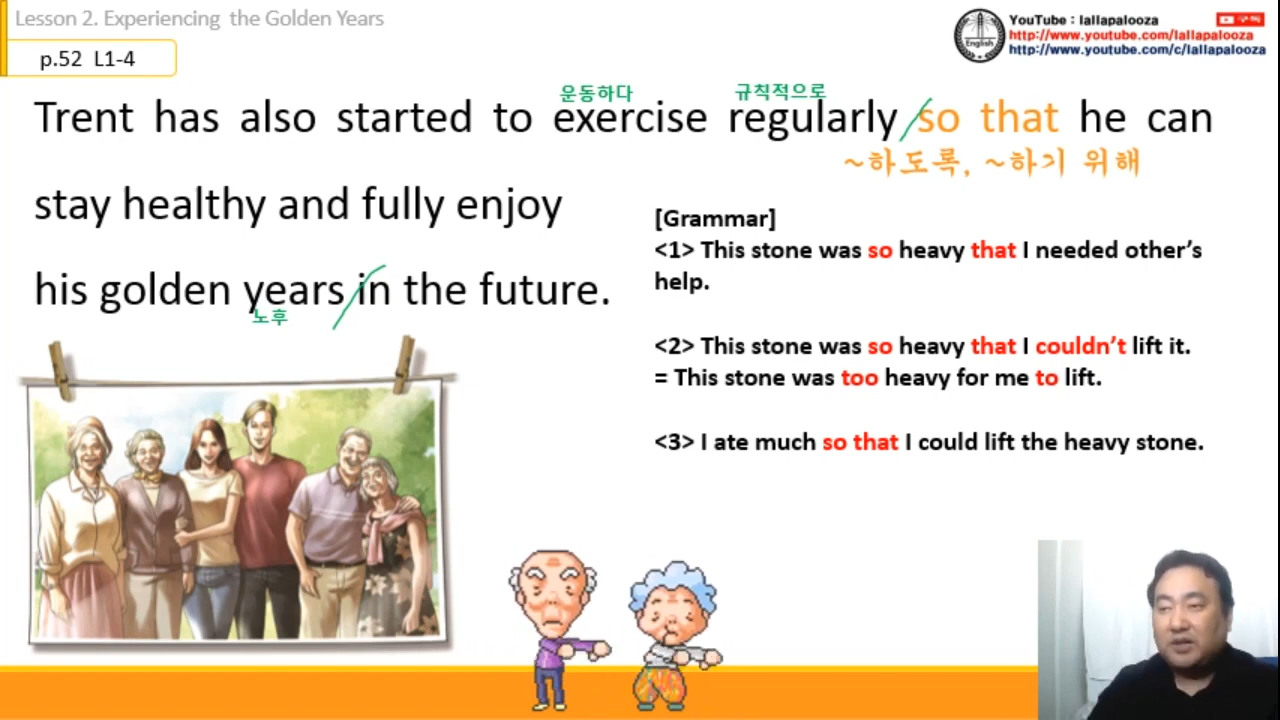 Lesson 2. Experiencing the Golden Years
p.52 L1-4
YouTube : lallapalooza
구독
http://www.youtube.com/lallapalooza
http://www.youtube.com/c/lallapalooza
English
운동하다 규칙적으로
Trent has also started to exercise regularly so that he can
~하도록, ~하기 위해
stay healthy and fully enjoy
his golden years in the future.
노후
[Grammar]
<1> This stone was so heavy that I needed other’s
help.
<2> This stone was so heavy that I couldn’t lift it.
= This stone was too heavy for me to lift.
<3> I ate much so that I could lift the heavy stone.